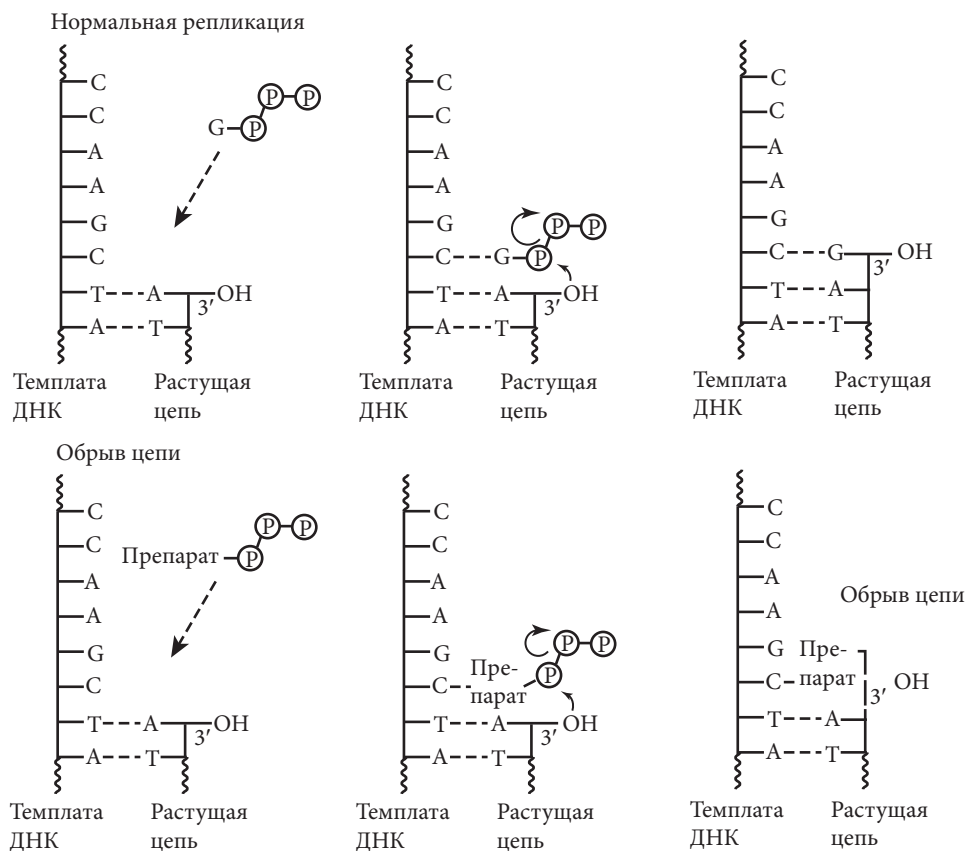 Нормальная репликация
C
C
A
A
G
C
T A OH
3′
A T
G P P P
Темплата
ДНК
Растущая
цепь
C
C
A
A
G
C G P P P
T A OH
3′
A T
Темплата
ДНК
Растущая
цепь
C
C
A
A
G
C G OH
3′
T A
A T
Темплата
ДНК
Растущая
цепь
Обрыв цепи
C
C
A
A
G
C
T A OH
3′
A T
Препарат P P P
Темплата
ДНК
Растущая
цепь
C
C
A
A
G
C
Пре-
парат
P P P
T A OH
3′
A T
Темплата
ДНК
Растущая
цепь
C
C
A
A
Обрыв цепи
G
C
Пре-
парат
3′ OH
T A
A T
Темплата
ДНК
Растущая
цепь